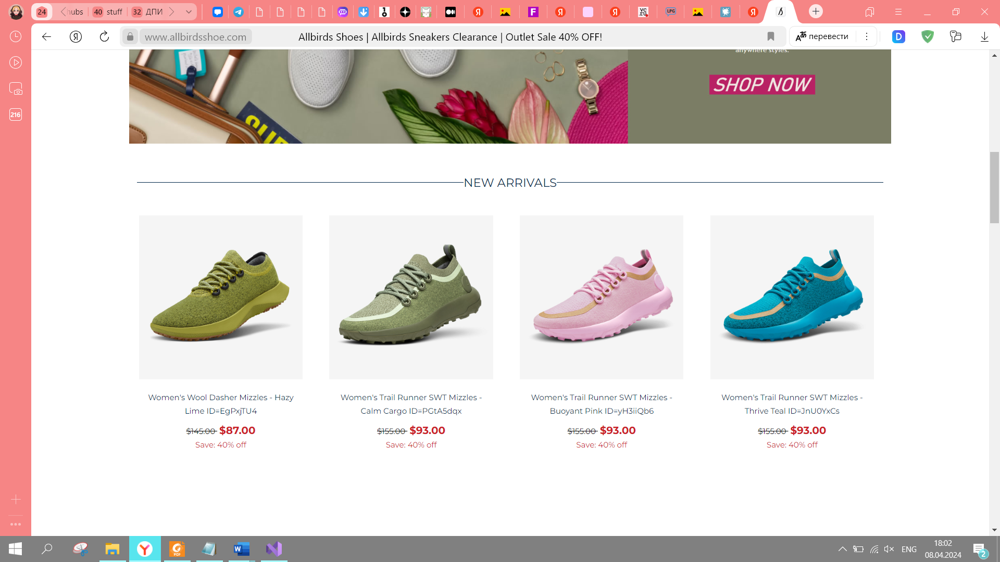 24
hubs
40 stuff
32 ДПИ
www.allbirdsshoe.com
Allbirds Shoes | Allbirds Sneakers Clearance | Outlet Sale 40% OFF!
перевести
216
anywhere styles.
SHOP NOW
NEW ARRIVALS
Women's Wool Dasher Mizzles - Hazy
Lime ID=EgPxjTU4
$145.00 $87.00
Save: 40% off
Women's Trail Runner SWT Mizzles -
Calm Cargo ID=PGtA5dqx
$155.00 $93.00
Save: 40% off
Women's Trail Runner SWT Mizzles -
Buoyant Pink ID=yH3iiQb6
$155.00 $93.00
Save: 40% off
Women's Trail Runner SWT Mizzles -
Thrive Teal ID=JnU0YxCs
$155.00 $93.00
Save: 40% off
ENG
18:02
08.04.2024
2